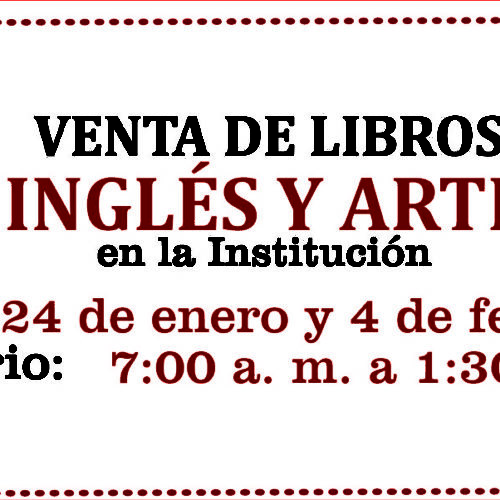 VENTA DE LIBROS
INGLÉS Y ART
en la Institución
24 de enero y 4 de fe
rio: 7:00 a. m. a 1:30